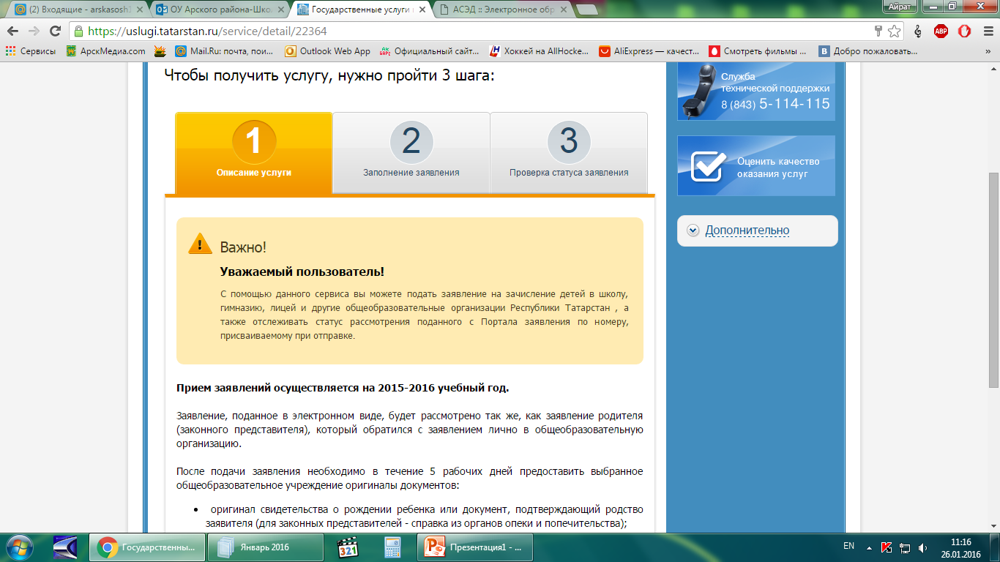 (2) Входящие - arskasosh1
ОУ Арского района-Шко
Государственные услуги
АСЭД :: Электронное обр
Айрат
https://uslugi.tatarstan.ru/service/detail/22364
ABP
Сервисы
АрскМедиа.com
Mail.Ru: почта, пои...
Outlook Web App
Официальный сайт...
Хоккей на AllHocke...
AliExpress — качест...
Смотреть фильмы ...
Добро пожаловать...
»
Чтобы получить услугу, нужно пройти 3 шага:
1
Описание услуги
2
Заполнение заявления
3
Проверка статуса заявления
Служба
технической поддержки
8 (843) 5-114-115
Оценить качество
оказания услуг
Дополнительно
Важно!
Уважаемый пользователь!
С помощью данного сервиса вы можете подать заявление на зачисление детей в школу,
гимназию, лицей и другие общеобразовательные организации Республики Татарстан , а
также отслеживать статус рассмотрения поданного с Портала заявления по номеру,
присваиваемому при отправке.
Прием заявлений осуществляется на 2015-2016 учебный год.
Заявление, поданное в электронном виде, будет рассмотрено так же, как заявление родителя
(законного представителя), который обратился с заявлением лично в общеобразовательную
организацию.
После подачи заявления необходимо в течение 5 рабочих дней предоставить выбранное
общеобразовательное учреждение оригиналы документов:
• оригинал свидетельства о рождении ребенка или документ, подтверждающий родство
заявителя (для законных представителей - справка из органов опеки и попечительства);
Государственны...
Январь 2016
321
Презентация1 - ...
EN
11:16
26.01.2016